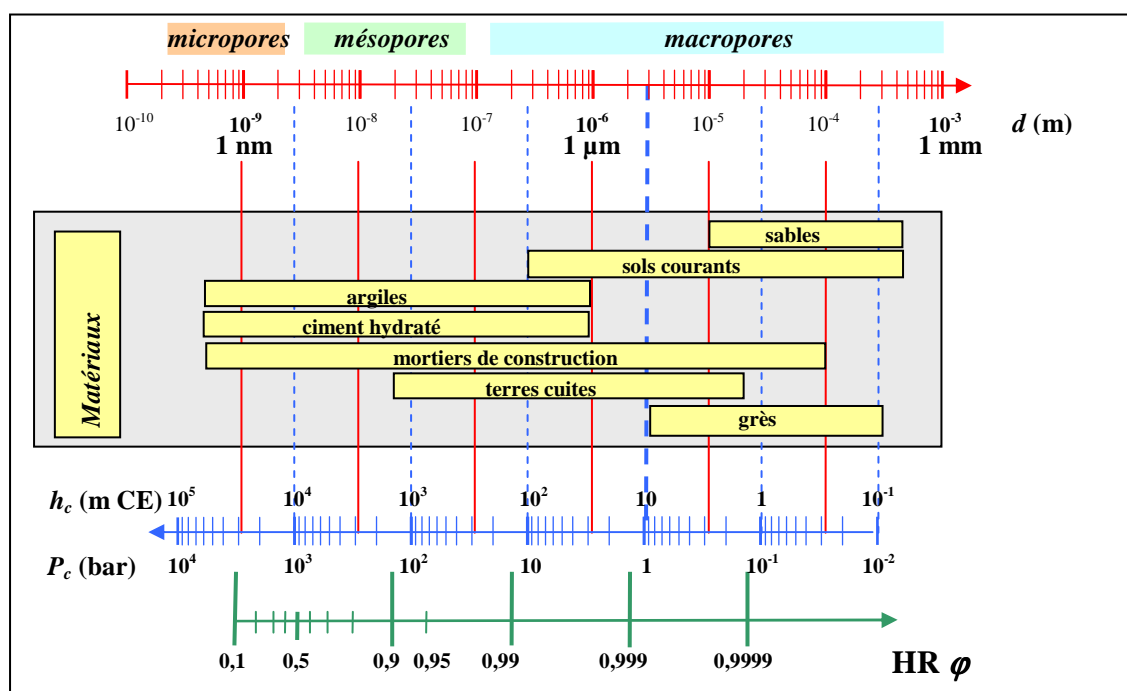 micropores mésopores macropores
10-10 10-9 10-8 10-7 10-6 10-5 10-4 10-3 d (m)
1 nm 1 µm 1 mm
Matériaux
sables
sols courants
argiles
ciment hydraté
mortiers de construction
terres cuites
grès
hc (m CE) 10⁵ 10⁴ 10³ 10² 10 1 10-1
Pc (bar) 10⁴ 10³ 10² 10 1 10-1 10-2
0,1 0,5 0,9 0,95 0,99 0,999 0,9999 HR φ